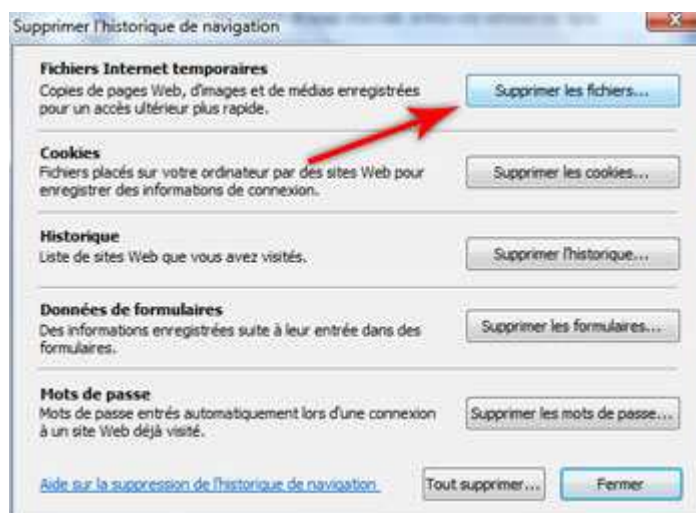 Supprimer l'historique de navigation
Fichiers Internet temporaires
Copies de pages Web, d'images et de médias enregistrées
pour un accès ultérieur plus rapide.
Supprimer les fichiers...
Cookies
Fichiers placés sur votre ordinateur par des sites Web pour
enregistrer des informations de connexion.
Supprimer les cookies...
Historique
Liste de sites Web que vous avez visités.
Supprimer l'historique...
Données de formulaires
Des informations enregistrées suite à leur entrée dans des
formulaires.
Supprimer les formulaires...
Mots de passe
Mots de passe entrés automatiquement lors d'une connexion
à un site Web déjà visité.
Supprimer les mots de passe...
Aide sur la suppression de l'historique de navigation
Tout supprimer...
Fermer